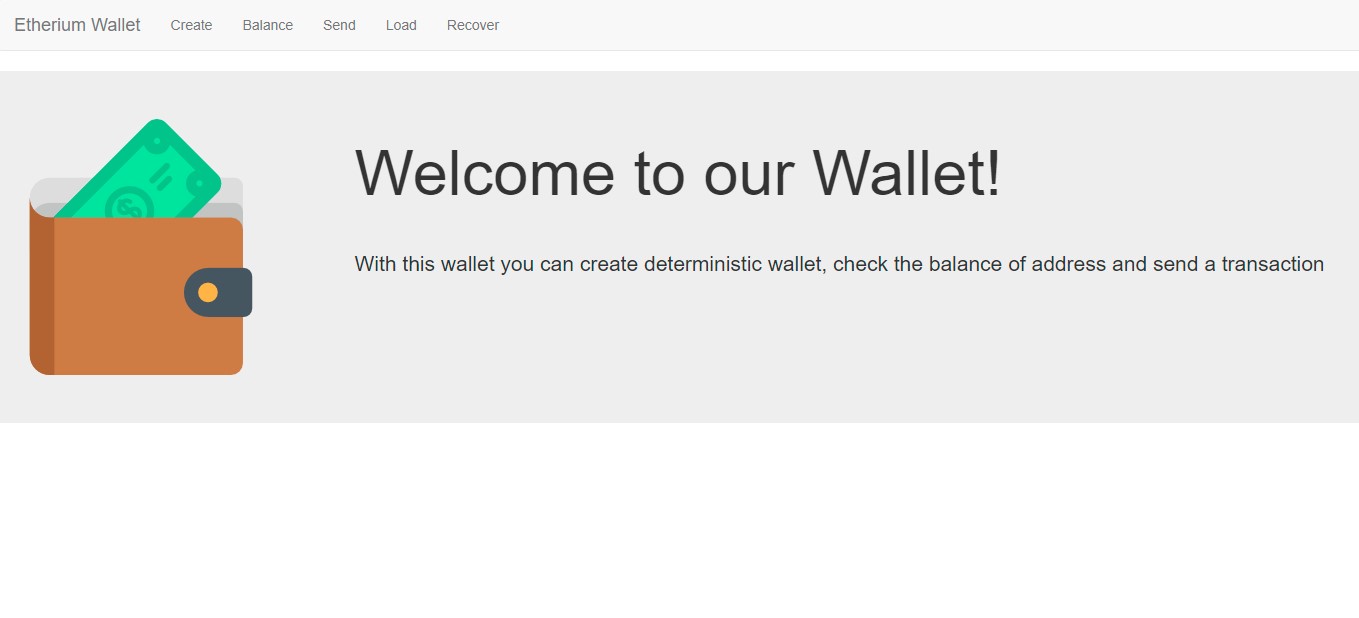 Etherium Wallet Create Balance Send Load Recover
Welcome to our Wallet!
With this wallet you can create deterministic wallet, check the balance of address and send a transaction
$